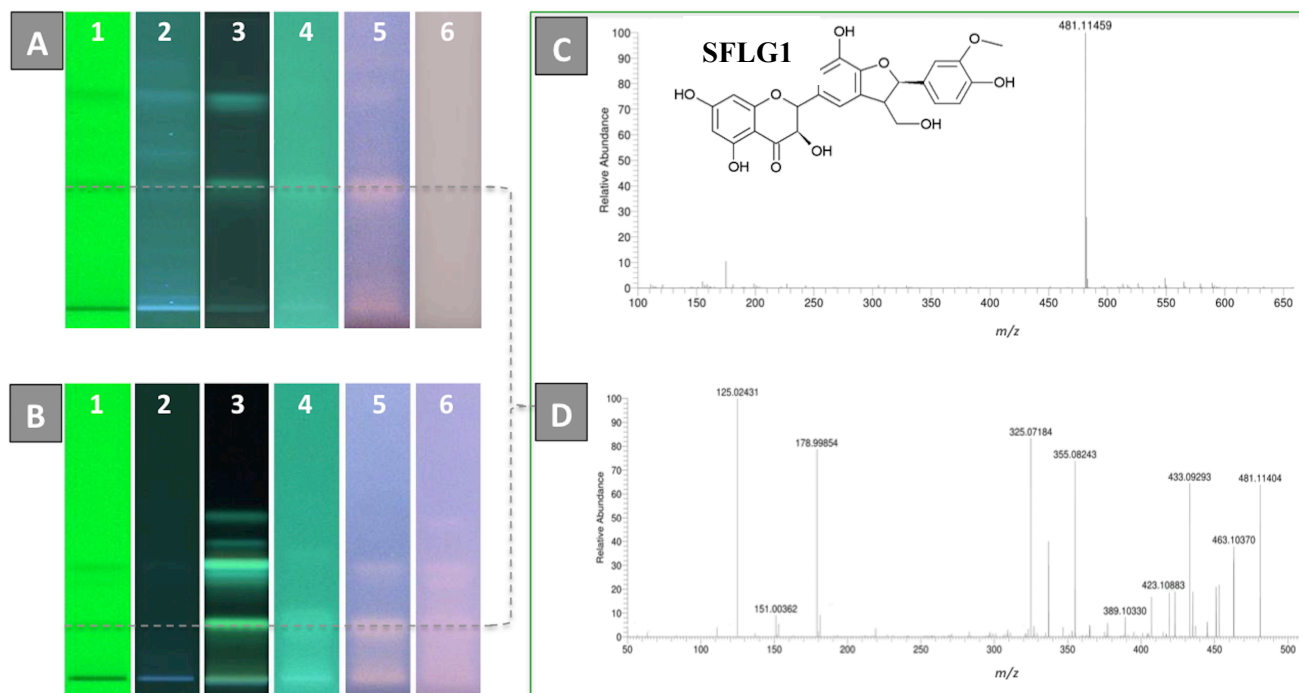 A
1 2 3 4 5 6
B
1 2 3 4 5 6
C
SFLG1
481.11459
HO
O
O
OH
HO
O
OH
OH
O
OH
Relative Abundance
100
90
80
70
60
50
40
30
20
10
0
100 150 200 250 300 350 400 450 500 550 600 650
m/z
D
125.02431
178.99854
325.07184
355.08243
433.09293
481.11404
463.10370
423.10883
389.10330
151.00362
Relative Abundance
100
90
80
70
60
50
40
30
20
10
0
50 100 150 200 250 300 350 400 450 500
m/z